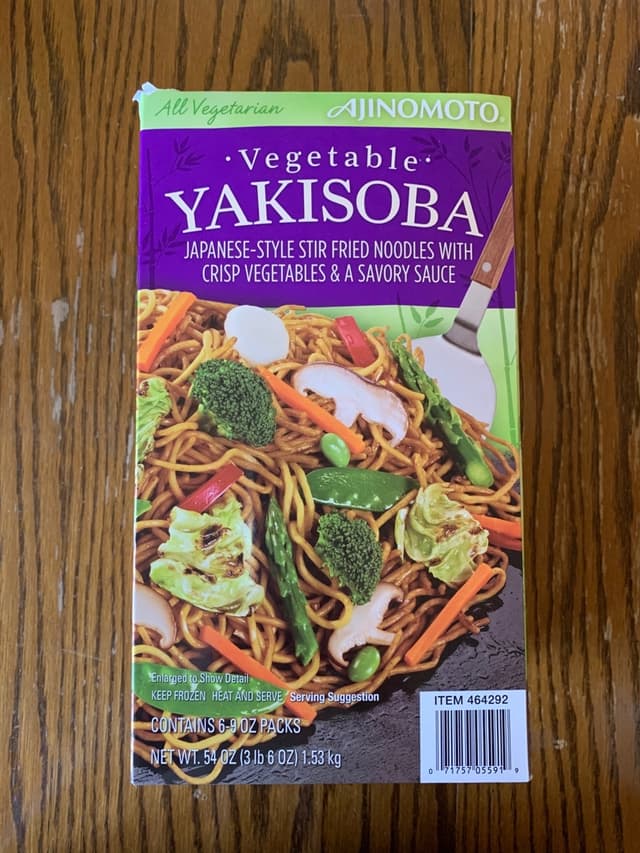 All Vegetarian AJINOMOTO®
·Vegetable·
YAKISOBA
JAPANESE-STYLE STIR FRIED NOODLES WITH
CRISP VEGETABLES & A SAVORY SAUCE
Enlarged to Show Detail
KEEP FROZEN HEAT AND SERVE Serving Suggestion
CONTAINS 6-9 OZ PACKS
NET WT. 54 OZ (3 lb 6 OZ) 1.53 kg
ITEM 464292
0 71757 05591 9